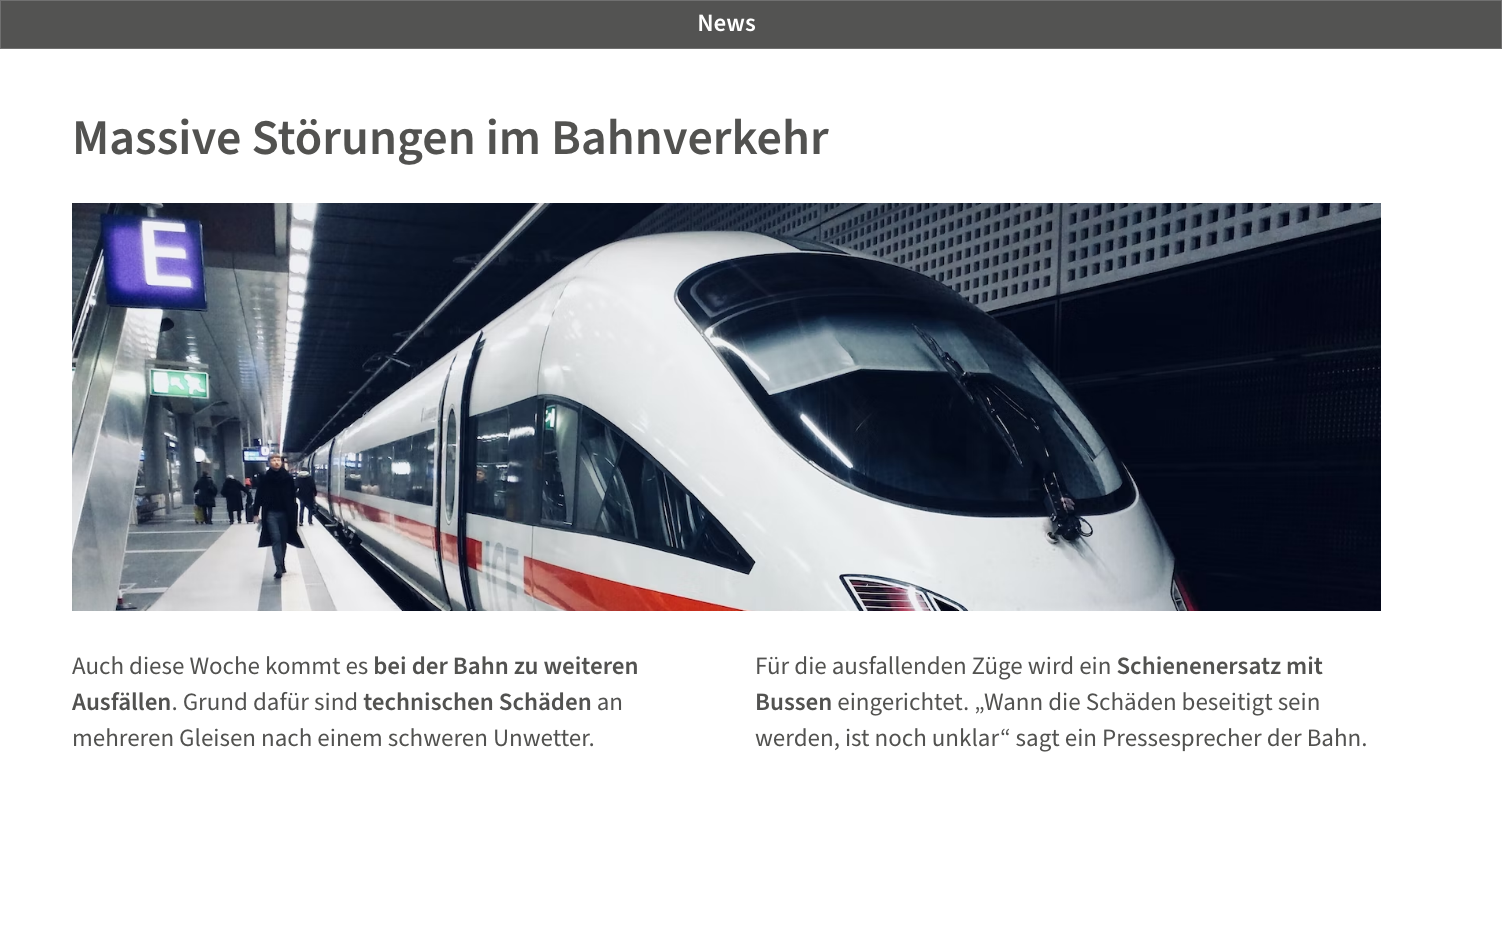 News
Massive Störungen im Bahnverkehr
E
ICE
Auch diese Woche kommt es bei der Bahn zu weiteren
Ausfällen. Grund dafür sind technischen Schäden an
mehreren Gleisen nach einem schweren Unwetter.
Für die ausfallenden Züge wird ein Schienenersatz mit
Bussen eingerichtet. „Wann die Schäden beseitigt sein
werden, ist noch unklar“ sagt ein Pressesprecher der Bahn.